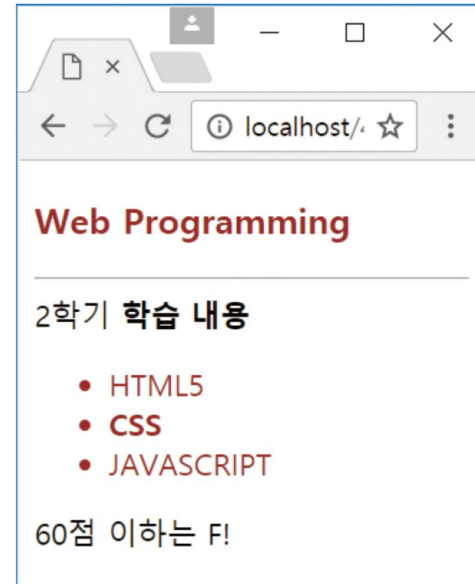 localhost/
Web Programming
2학기 학습 내용
• HTML5
• CSS
• JAVASCRIPT
60점 이하는 F!